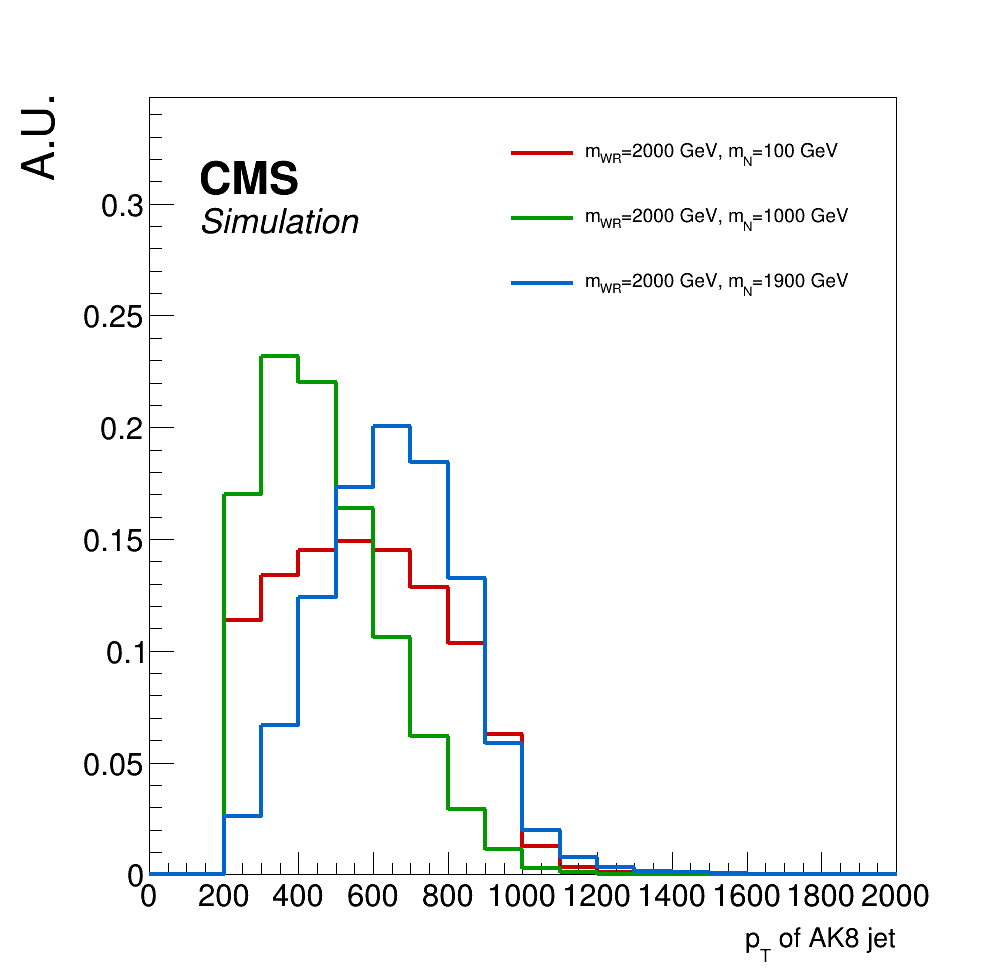 A.U.
CMS
Simulation
m_WR=2000 GeV, m_N=100 GeV
m_WR=2000 GeV, m_N=1000 GeV
m_WR=2000 GeV, m_N=1900 GeV
0.3
0.25
0.2
0.15
0.1
0.05
0
0 200 400 600 800 1000 1200 1400 1600 1800 2000
p_T of AK8 jet